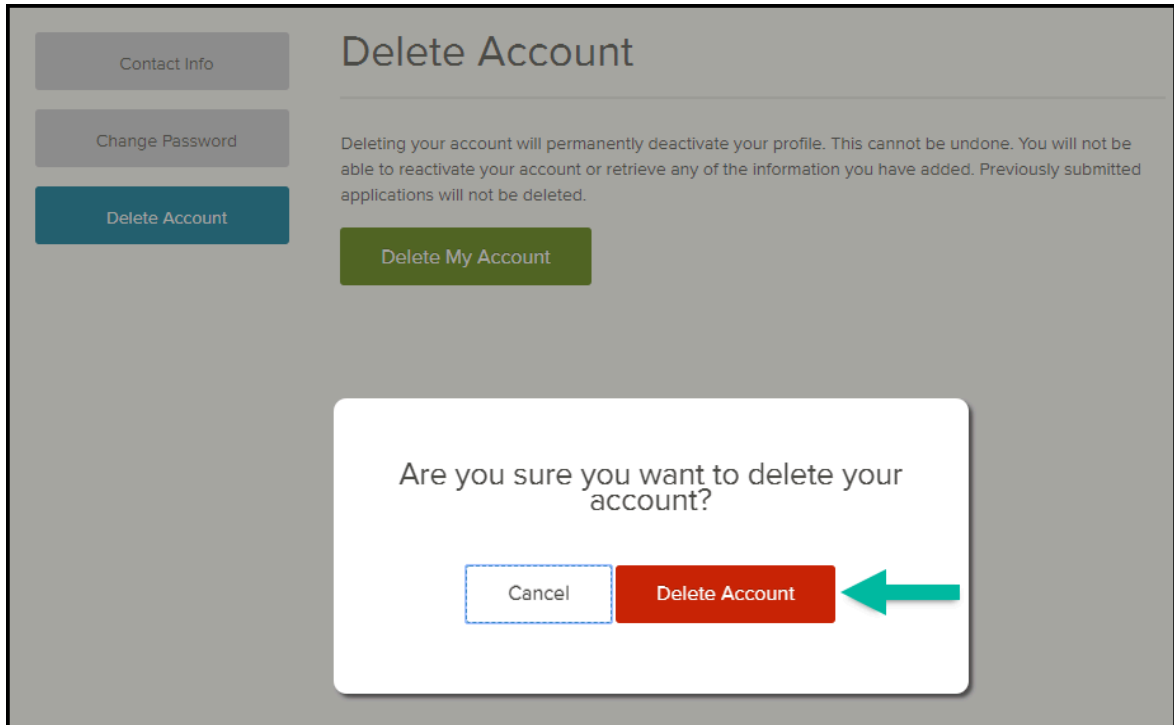 Delete Account
Contact Info
Change Password
Delete Account
Deleting your account will permanently deactivate your profile. This cannot be undone. You will not be
able to reactivate your account or retrieve any of the information you have added. Previously submitted
applications will not be deleted.
Delete My Account
Are you sure you want to delete your
account?
Cancel
Delete Account